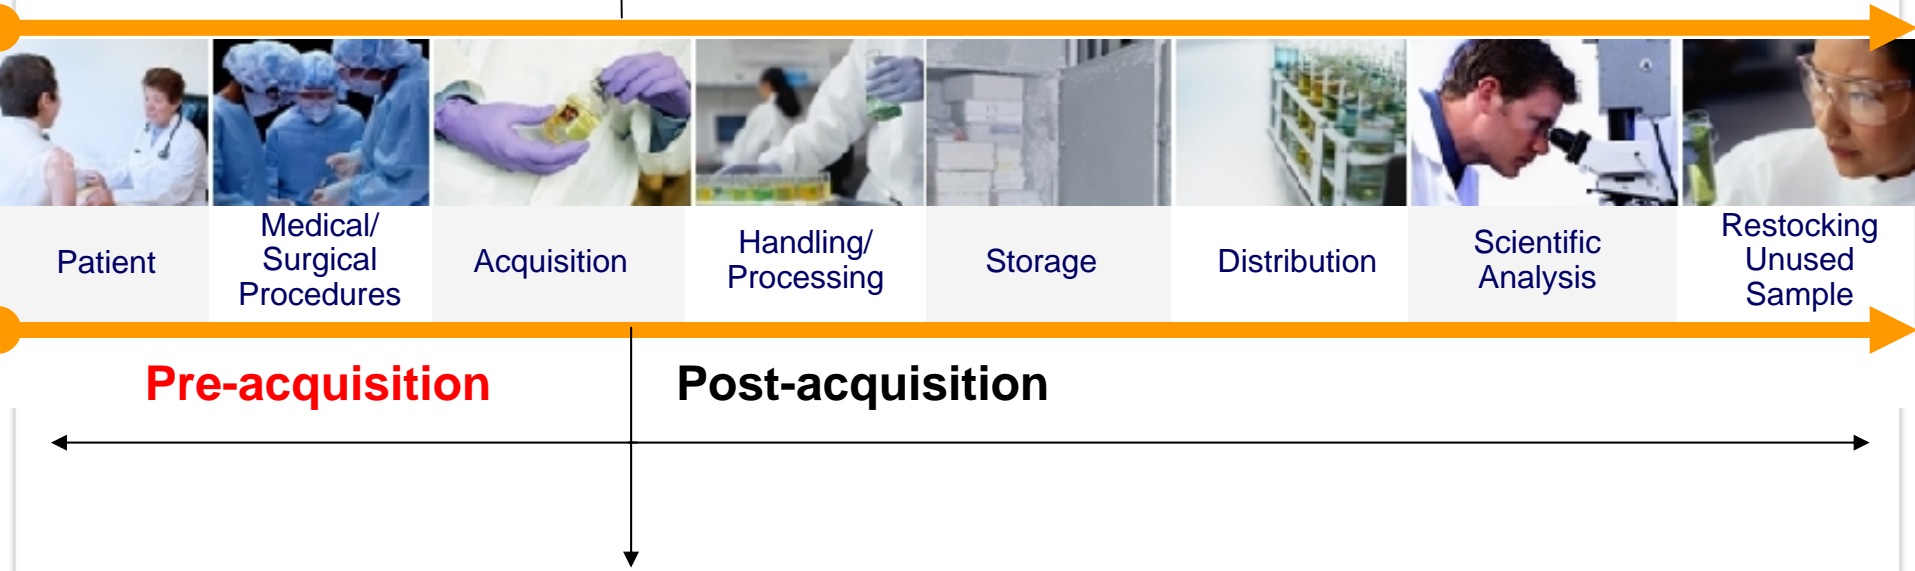 Patient
Medical/
Surgical
Procedures
Acquisition
Handling/
Processing
Storage
Distribution
Scientific
Analysis
Restocking
Unused
Sample
Pre-acquisition
Post-acquisition